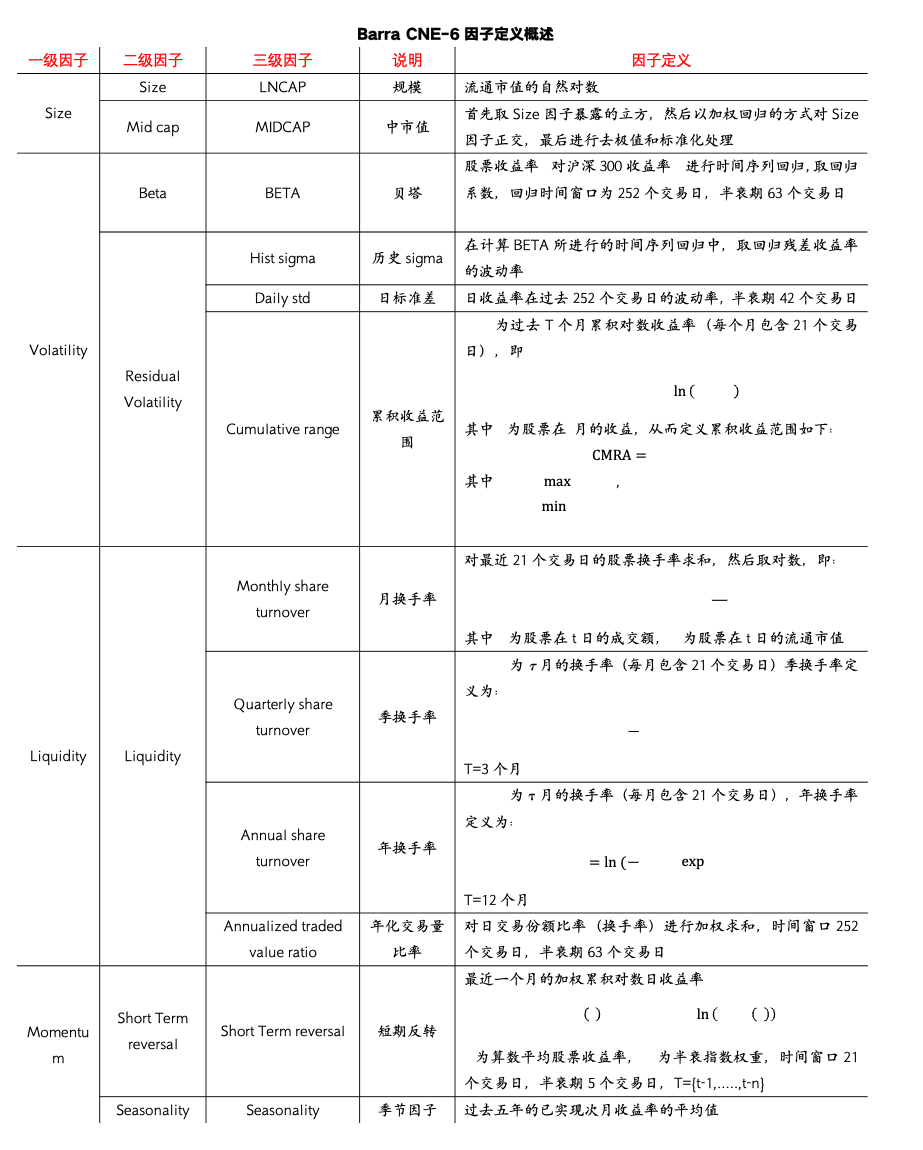 Barra CNE-6 因子定义概述
一级因子 二级因子 三级因子 说明 因子定义
Size
Size LNCAP 规模 流通市值的自然对数
Mid cap MIDCAP 中市值
首先取 Size 因子暴露的立方，然后以加权回归的方式对 Size
因子正交，最后进行去极值和标准化处理
Volatility
Beta BETA 贝塔
股票收益率 对沪深 300 收益率 进行时间序列回归，取回归
系数，回归时间窗口为 252 个交易日，半衰期 63 个交易日
Residual
Volatility
Hist sigma 历史 sigma
在计算 BETA 所进行的时间序列回归中，取回归残差收益率
的波动率
Daily std 日标准差 日收益率在过去 252 个交易日的波动率，半衰期 42 个交易日
Cumulative range
累积收益范
围
为过去 T 个月累积对数收益率（每个月包含 21 个交易
日），即
ln ( )
其中 为股票在 月的收益，从而定义累积收益范围如下：
CMRA =
其中 max ,
min
Liquidity
Liquidity
Monthly share
turnover
月换手率
对最近 21 个交易日的股票换手率求和，然后取对数，即：
—
其中 为股票在 t 日的成交额， 为股票在 t 日的流通市值
Quarterly share
turnover
季换手率
为 τ 月的换手率（每月包含 21 个交易日）季换手率定
义为：
—
T=3 个月
Annual share
turnover
年换手率
为 τ 月的换手率（每月包含 21 个交易日），年换手率
定义为：
= ln (— exp
T=12 个月
Annualized traded
value ratio
年化交易量
比率
对日交易份额比率（换手率）进行加权求和，时间窗口 252
个交易日，半衰期 63 个交易日
Momentu
m
Short Term
reversal
Short Term reversal
短期反转
最近一个月的加权累积对数日收益率
( ) ln ( ( ))
为算数平均股票收益率， 为半衰指数权重，时间窗口 21
个交易日，半衰期 5 个交易日，T={t-1,.....,t-n}
Seasonality Seasonality 季节因子 过去五年的已实现次月收益率的平均值